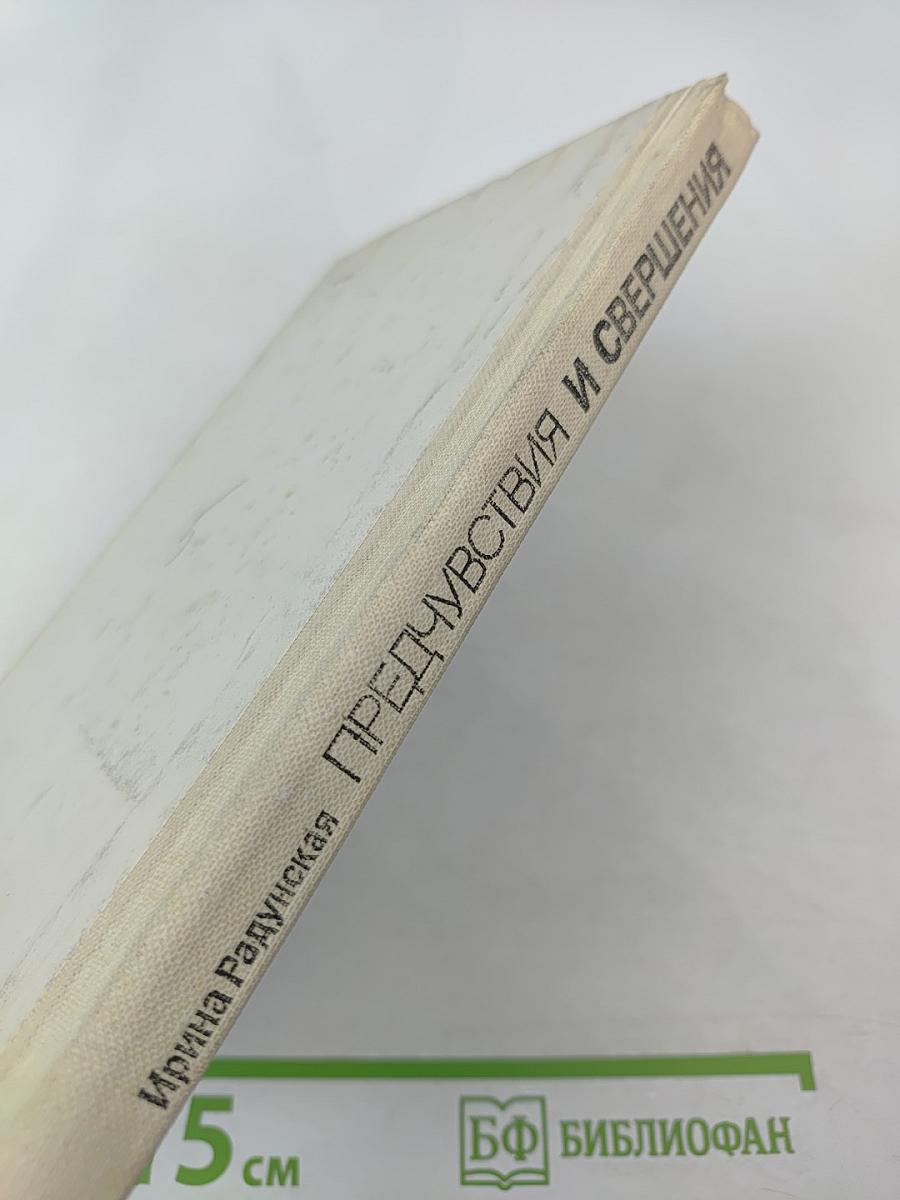 Ирина Радунская ПРЕДЧУВСТВИЯ И СВЕРШЕНИЯ
15 см
БФ БИБЛИОФАН